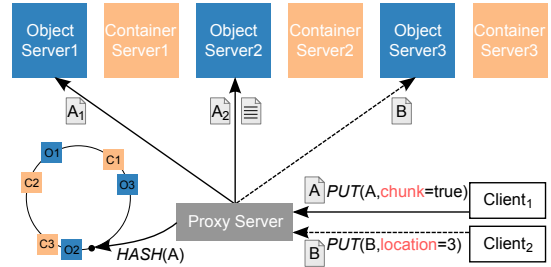 Object
Server1
Container
Server1
Object
Server2
Container
Server2
Object
Server3
Container
Server3
A1
A2
B
O1
C1
C2
O3
C3
O2
HASH(A)
Proxy Server
A PUT(A,chunk=true)
Client1
B PUT(B,location=3)
Client2